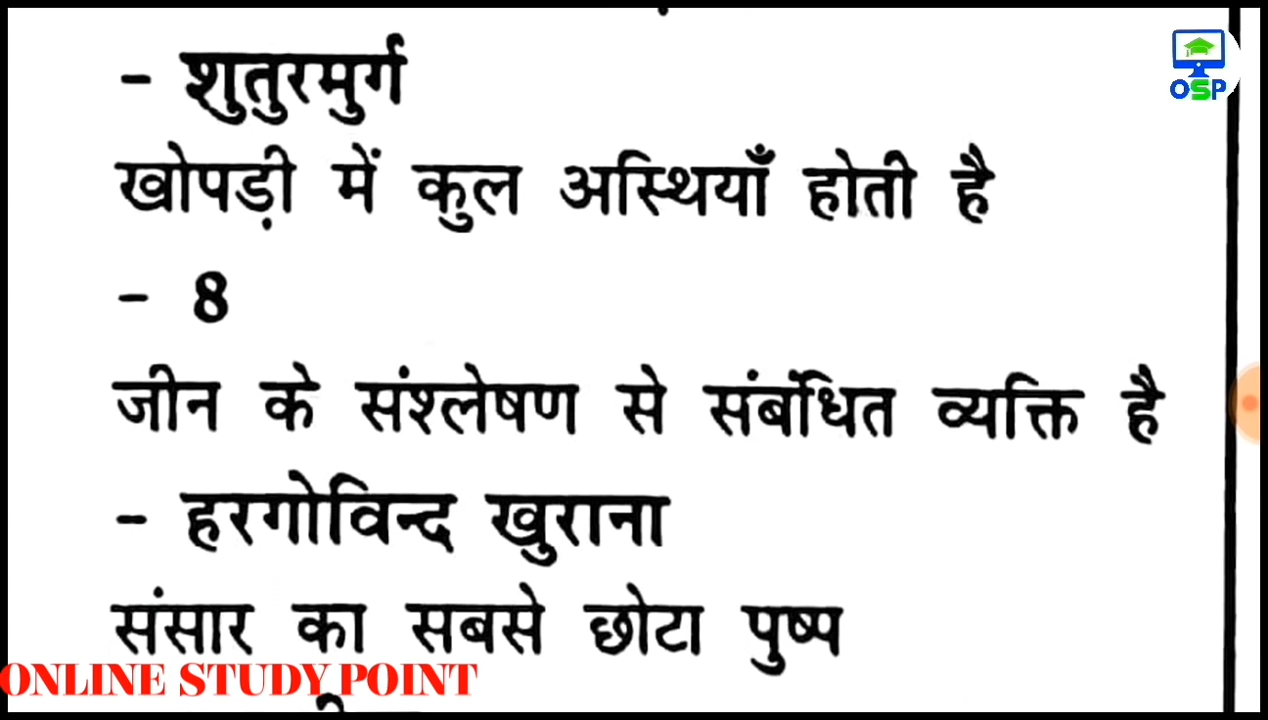 - शुतुरमुर्ग
OSP
खोपड़ी में कुल अस्थियाँ होती है
- 8
जीन के संश्लेषण से संबंधित व्यक्ति है
- हरगोविन्द खुराना
संसार का सबसे छोटा पुष्प
ONLINE STUDY POINT